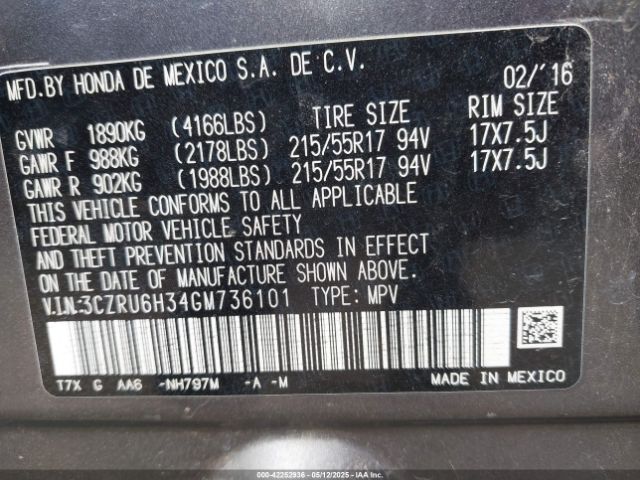 MFD. BY HONDA DE MEXICO S.A. DE C.V. 02/'16
GVWR 1890KG (4166LBS) TIRE SIZE RIM SIZE
GAWR F 988KG (2178LBS) 215/55R17 94V 17X7.5J
GAWR R 902KG (1988LBS) 215/55R17 94V 17X7.5J
THIS VEHICLE CONFORMS TO ALL APPLICABLE
FEDERAL MOTOR VEHICLE SAFETY
AND THEFT PREVENTION STANDARDS IN EFFECT
ON THE DATE OF MANUFACTURE SHOWN ABOVE.
V.I.N:3CZRU6H34GM736101 TYPE: MPV
T7X G AA6 -NH797M -A -M
MADE IN MEXICO
000-42252936 - 05/12/2025 - IAAI.com